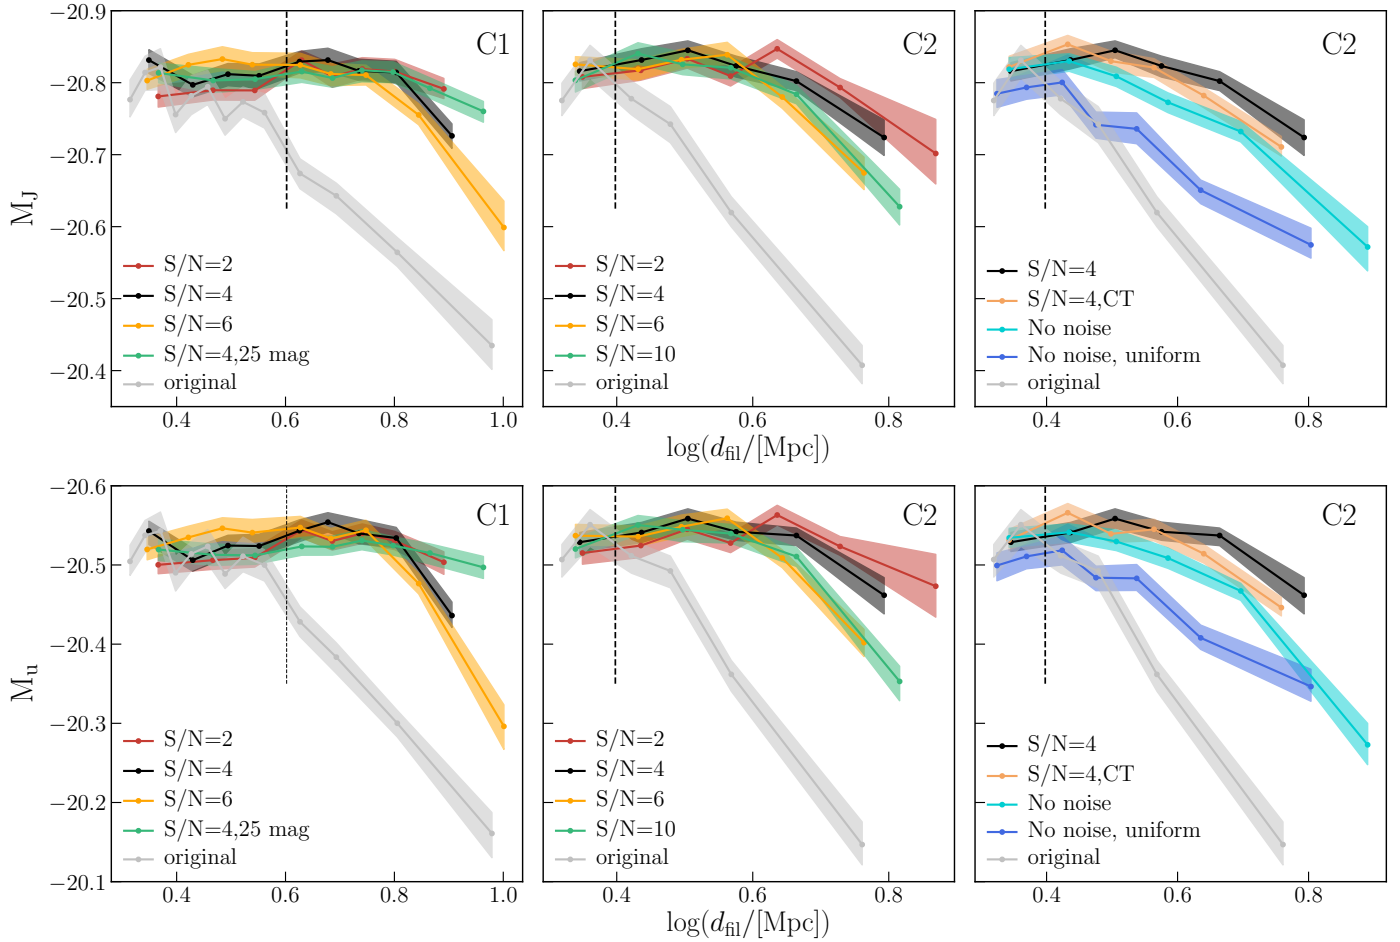 −20.9
−20.8
−20.7
−20.6
−20.5
−20.4
M_J
C1
S/N=2
S/N=4
S/N=6
S/N=4,25 mag
original
0.4
0.6
0.8
1.0
C2
S/N=2
S/N=4
S/N=6
S/N=10
original
0.4
0.6
0.8
log(d_fil/[Mpc])
C2
S/N=4
S/N=4,CT
No noise
No noise, uniform
original
0.4
0.6
0.8
−20.6
−20.5
−20.4
−20.3
−20.2
−20.1
M_u
C1
S/N=2
S/N=4
S/N=6
S/N=4,25 mag
original
0.4
0.6
0.8
1.0
C2
S/N=2
S/N=4
S/N=6
S/N=10
original
0.4
0.6
0.8
log(d_fil/[Mpc])
C2
S/N=4
S/N=4,CT
No noise
No noise, uniform
original
0.4
0.6
0.8